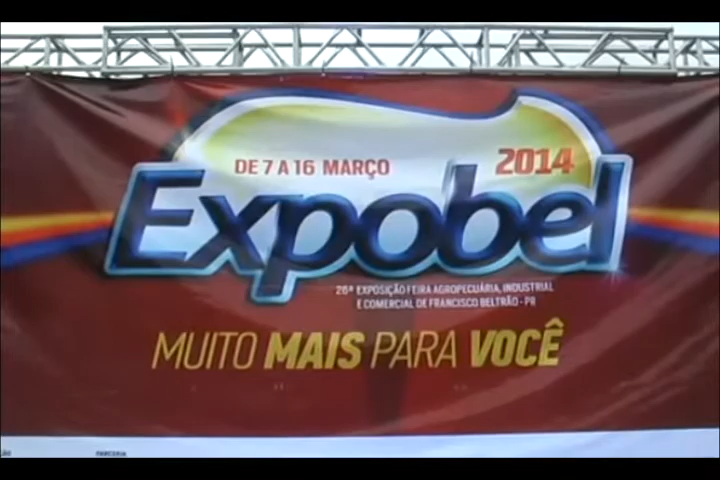 DE 7 A 16 MARÇO
2014
Expobel
26ª EXPOSIÇÃO FEIRA AGROPECUÁRIA, INDUSTRIAL
E COMERCIAL DE FRANCISCO BELTRÃO - PR
MUITO MAIS PARA VOCÊ
PARCERIA